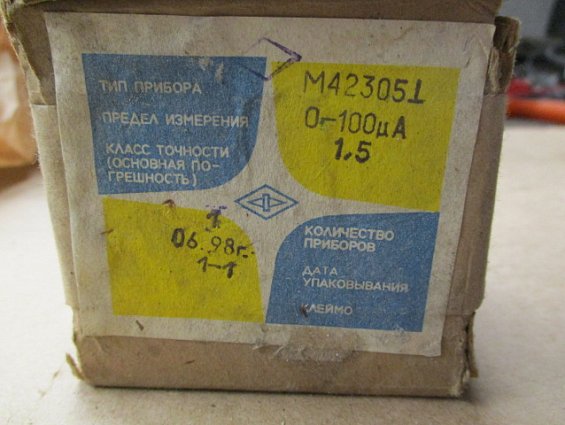 ТИП ПРИБОРА
ПРЕДЕЛ ИЗМЕРЕНИЯ
КЛАСС ТОЧНОСТИ
(ОСНОВНАЯ ПО-
ГРЕШНОСТЬ)
М42305⊥
0-100µА
1,5
1
06.98г.
1-1
КОЛИЧЕСТВО
ПРИБОРОВ
ДАТА
УПАКОВЫВАНИЯ
КЛЕЙМО